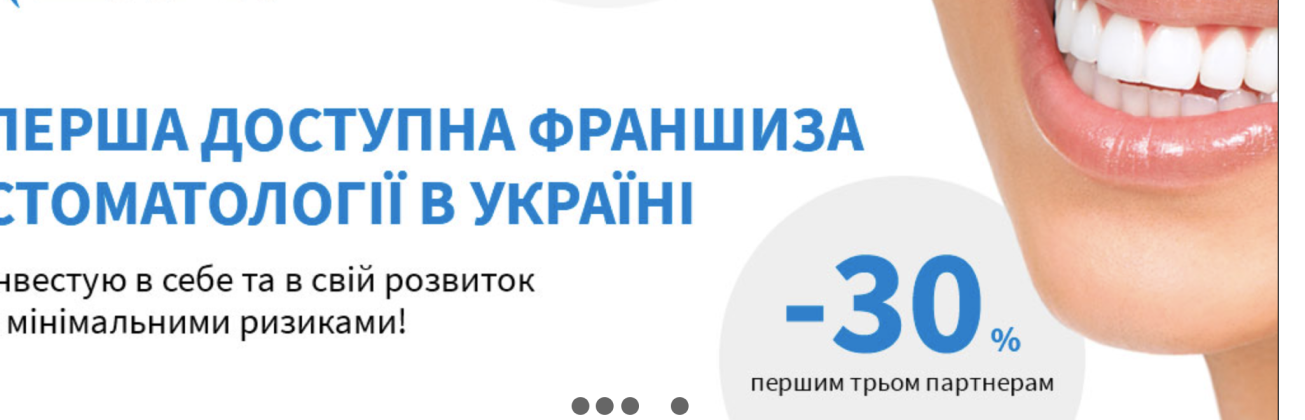 ПЕРША ДОСТУПНА ФРАНШИЗА
СТОМАТОЛОГІЇ В УКРАЇНІ
нвестую в себе та в свій розвиток
мінімальними ризиками!
-30 %
першим трьом партнерам